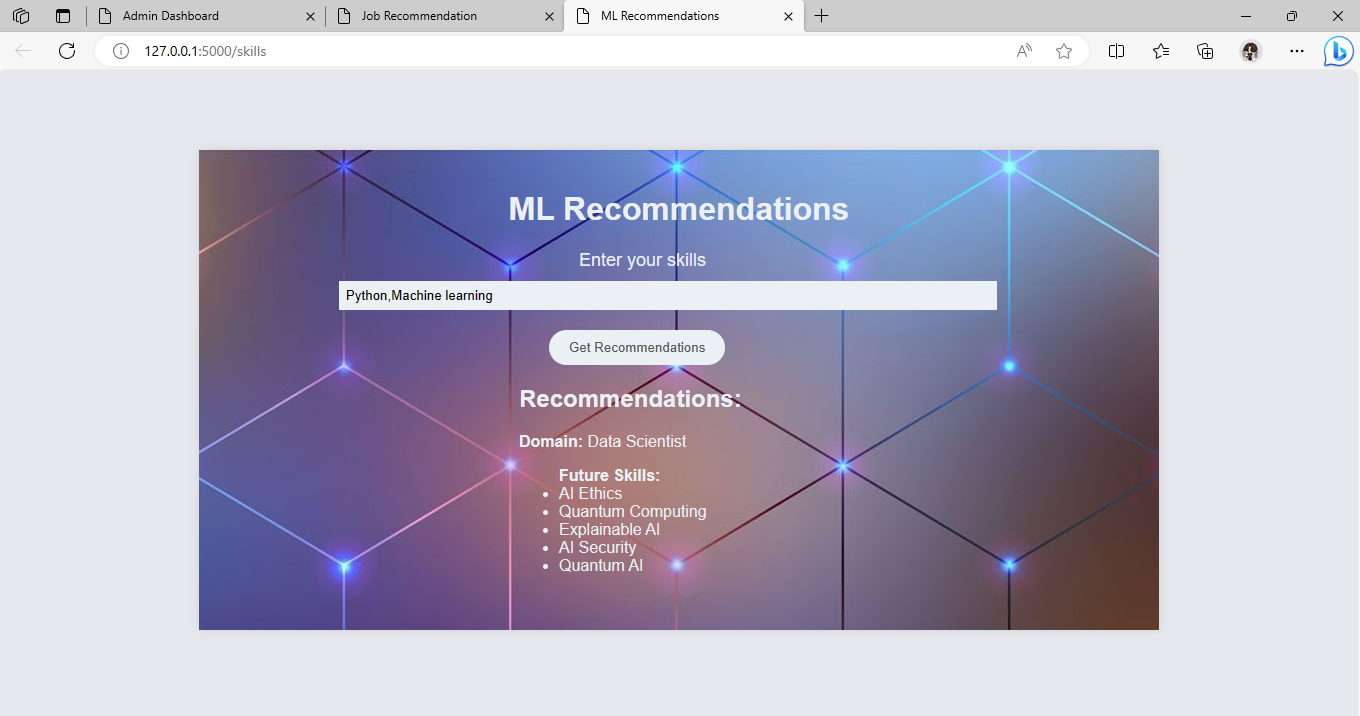 Admin Dashboard
Job Recommendation
ML Recommendations
127.0.0.1:5000/skills
ML Recommendations
Enter your skills
Python,Machine learning
Get Recommendations
Recommendations:
Domain: Data Scientist
Future Skills:
• AI Ethics
• Quantum Computing
• Explainable AI
• AI Security
• Quantum AI